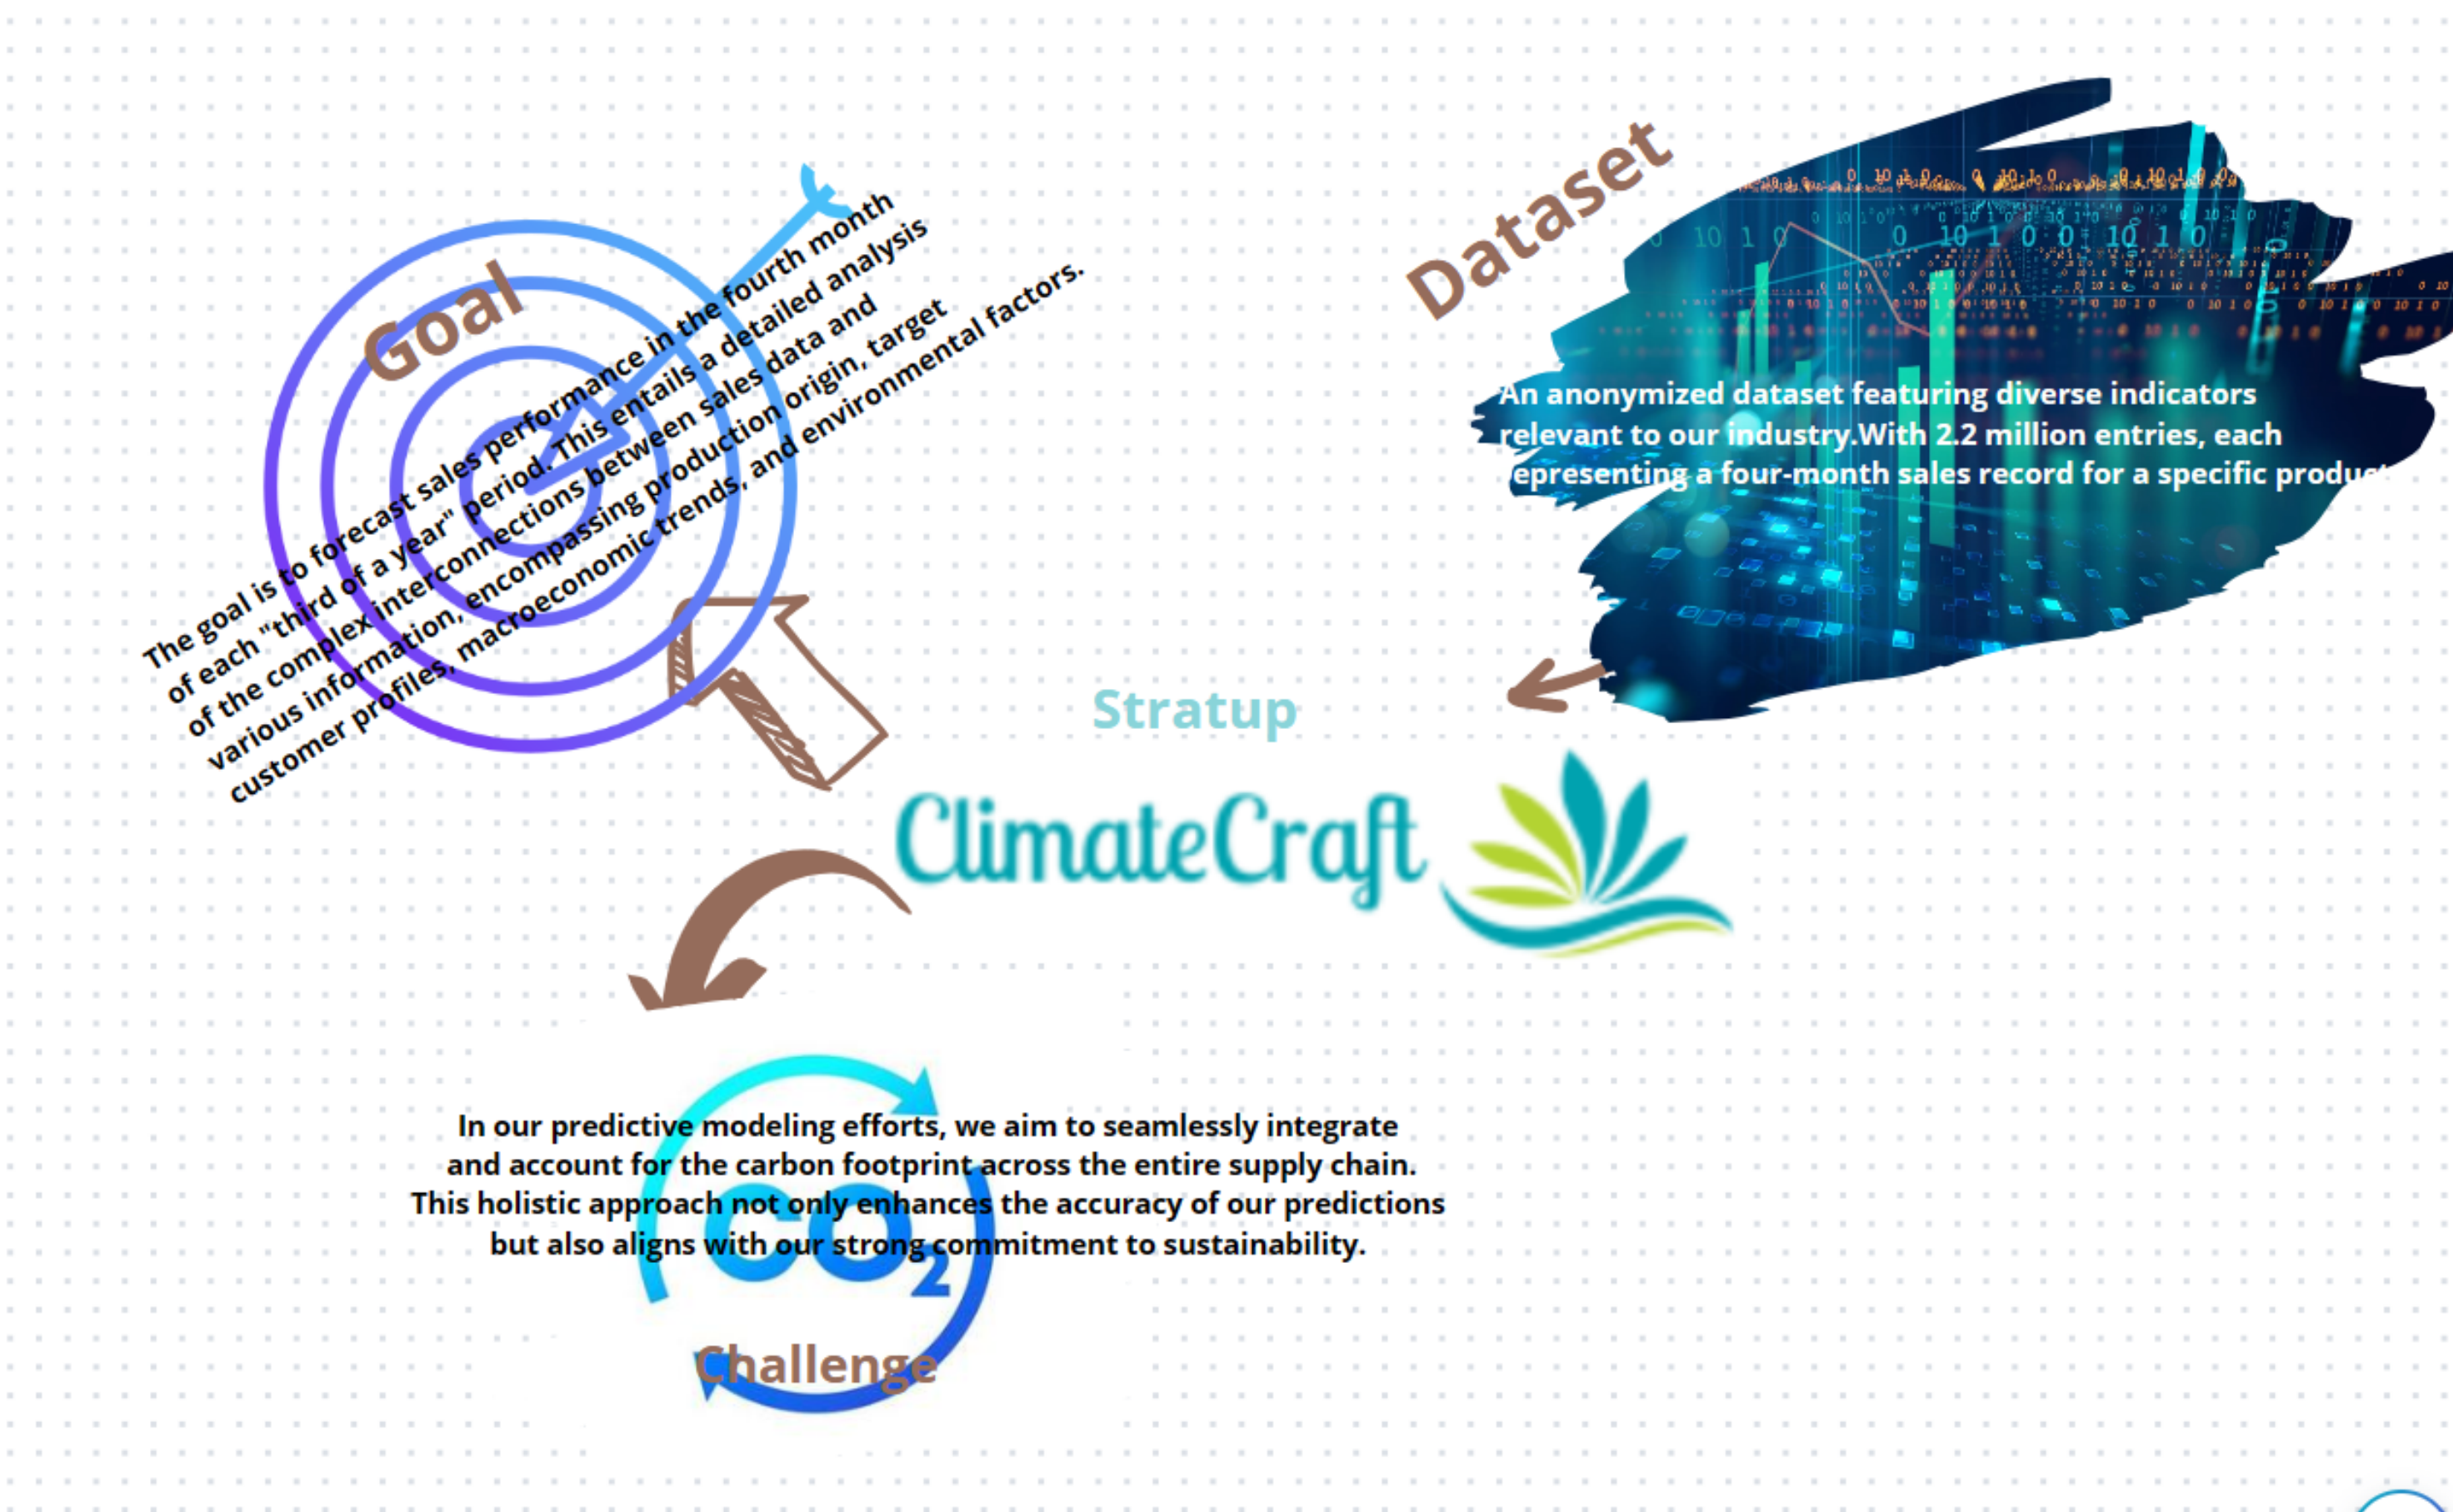 Goal
The goal is to forecast sales performance in the fourth month
of each "third of a year" period. This entails a detailed analysis
of the complex interconnections between sales data and
various information, encompassing production origin, target
customer profiles, macroeconomic trends, and environmental factors.
Dataset
An anonymized dataset featuring diverse indicators
relevant to our industry.With 2.2 million entries, each
representing a four-month sales record for a specific product
Stratup
ClimateCraft
In our predictive modeling efforts, we aim to seamlessly integrate
and account for the carbon footprint across the entire supply chain.
This holistic approach not only enhances the accuracy of our predictions
but also aligns with our strong commitment to sustainability.
CO2
Challenge